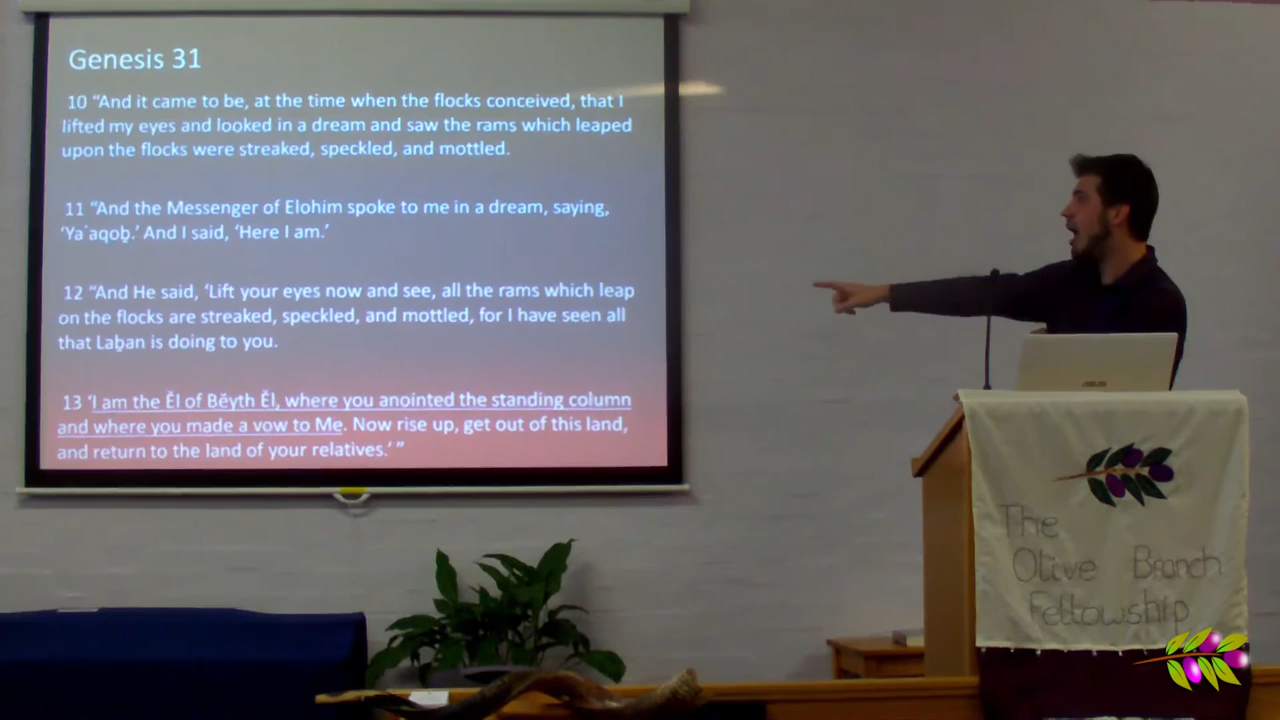 Genesis 31
10 “And it came to be, at the time when the flocks conceived, that I
lifted my eyes and looked in a dream and saw the rams which leaped
upon the flocks were streaked, speckled, and mottled.
11 “And the Messenger of Elohim spoke to me in a dream, saying,
‘Yaʽaqoḇ.’ And I said, ‘Here I am.’
12 “And He said, ‘Lift your eyes now and see, all the rams which leap
on the flocks are streaked, speckled, and mottled, for I have seen all
that Laḇan is doing to you.
13 ‘I am the Ĕl of Bĕyth Ĕl, where you anointed the standing column
and where you made a vow to Me. Now rise up, get out of this land,
and return to the land of your relatives.’ ”
ASUS
The
Olive Branch
Fellowship